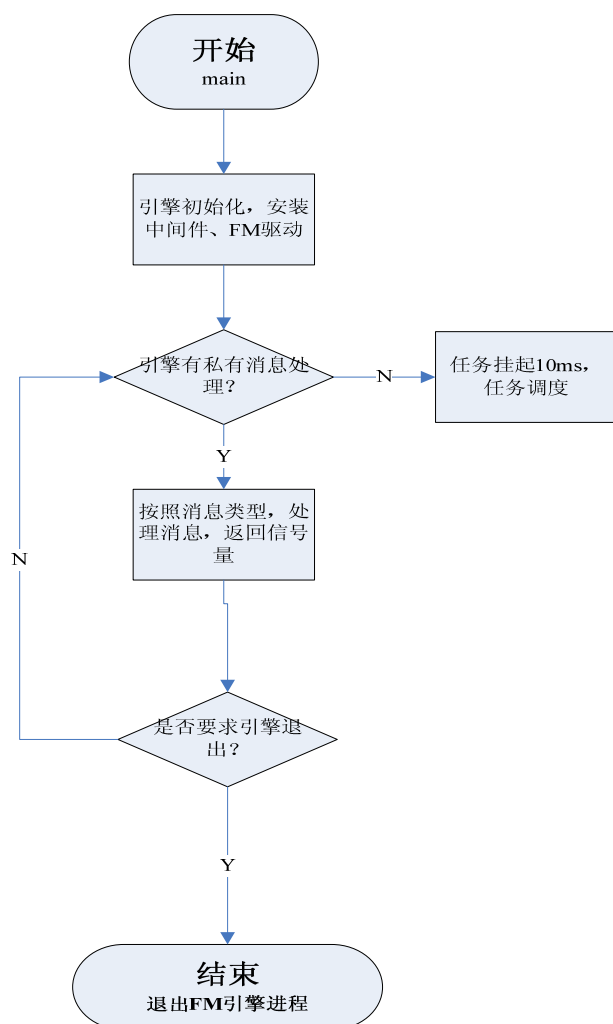 开始
main
引擎初始化，安装
中间件、FM驱动
引擎有私有消息处
理？
N
任务挂起10ms，
任务调度
Y
按照消息类型，处
理消息，返回信号
量
N
是否要求引擎退
出？
Y
结束
退出FM引擎进程